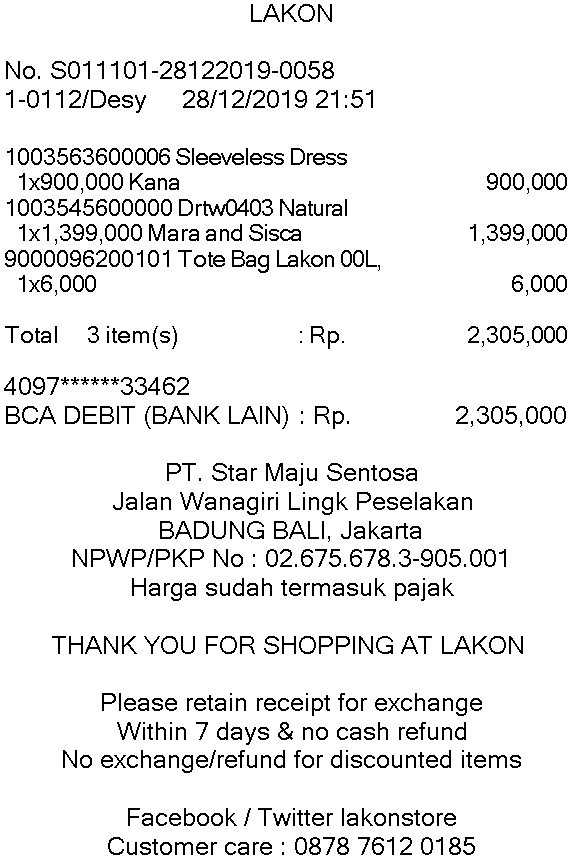 LAKON
No. S011101-28122019-0058
1-0112/Desy 28/12/2019 21:51
1003563600006 Sleeveless Dress
1x900,000 Kana 900,000
1003545600000 Drtw0403 Natural
1x1,399,000 Mara and Sisca 1,399,000
9000096200101 Tote Bag Lakon 00L,
1x6,000 6,000
Total 3 item(s) : Rp. 2,305,000
4097******33462
BCA DEBIT (BANK LAIN) : Rp. 2,305,000
PT. Star Maju Sentosa
Jalan Wanagiri Lingk Peselakan
BADUNG BALI, Jakarta
NPWP/PKP No : 02.675.678.3-905.001
Harga sudah termasuk pajak
THANK YOU FOR SHOPPING AT LAKON
Please retain receipt for exchange
Within 7 days & no cash refund
No exchange/refund for discounted items
Facebook / Twitter lakonstore
Customer care : 0878 7612 0185